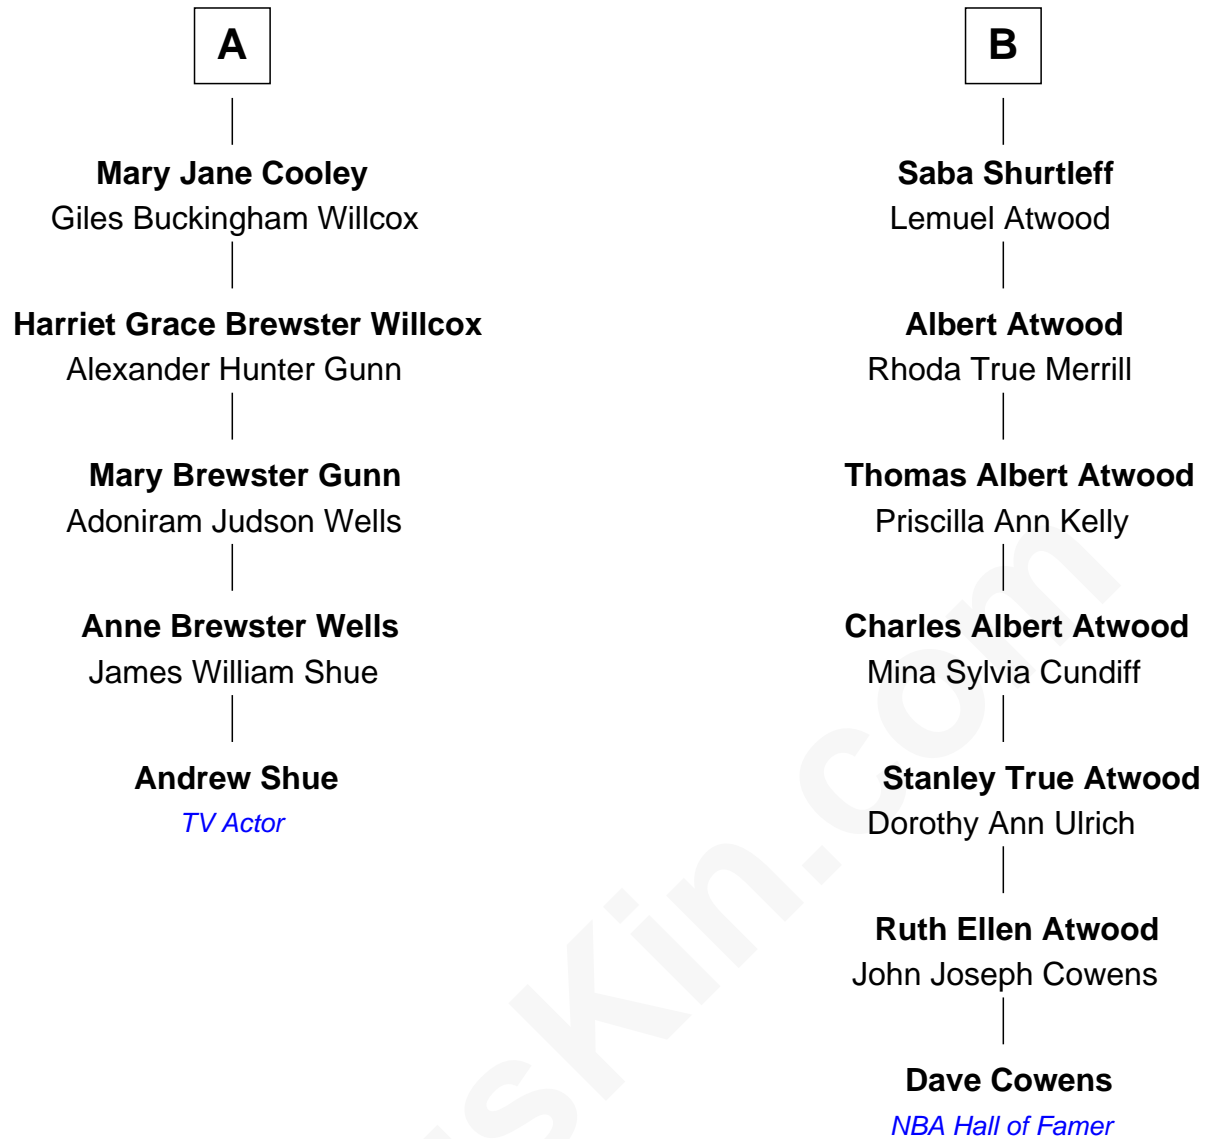 A
Mary Jane Cooley
Giles Buckingham Willcox
Harriet Grace Brewster Willcox
Alexander Hunter Gunn
Mary Brewster Gunn
Adoniram Judson Wells
Anne Brewster Wells
James William Shue
Andrew Shue
TV Actor
B
Saba Shurtleff
Lemuel Atwood
Albert Atwood
Rhoda True Merrill
Thomas Albert Atwood
Priscilla Ann Kelly
Charles Albert Atwood
Mina Sylvia Cundiff
Stanley True Atwood
Dorothy Ann Ulrich
Ruth Ellen Atwood
John Joseph Cowens
Dave Cowens
NBA Hall of Famer
sKin.com